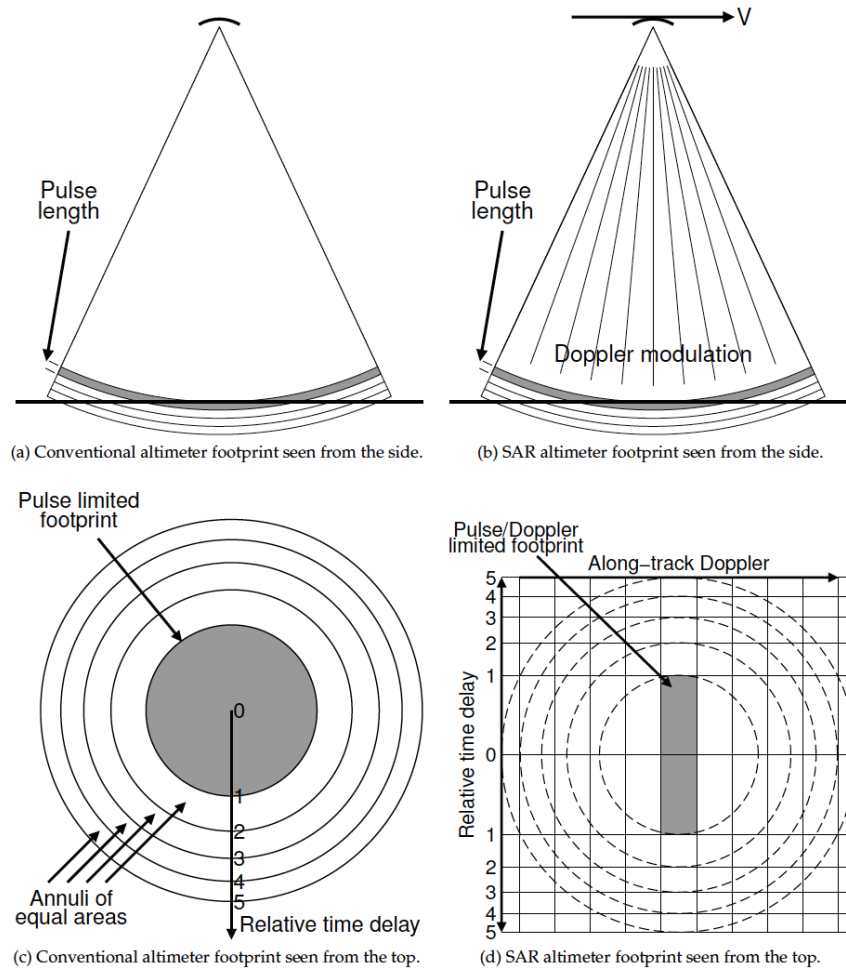 V
Pulse
length
Pulse
length
Doppler modulation
(a) Conventional altimeter footprint seen from the side.
(b) SAR altimeter footprint seen from the side.
Pulse limited
footprint
0
1
2
3
4
5
Annuli of
equal areas
Relative time delay
(c) Conventional altimeter footprint seen from the top.
Pulse/Doppler
limited footprint
Along-track Doppler
5
4
3
2
1
0
1
2
3
4
5
Relative time delay
(d) SAR altimeter footprint seen from the top.